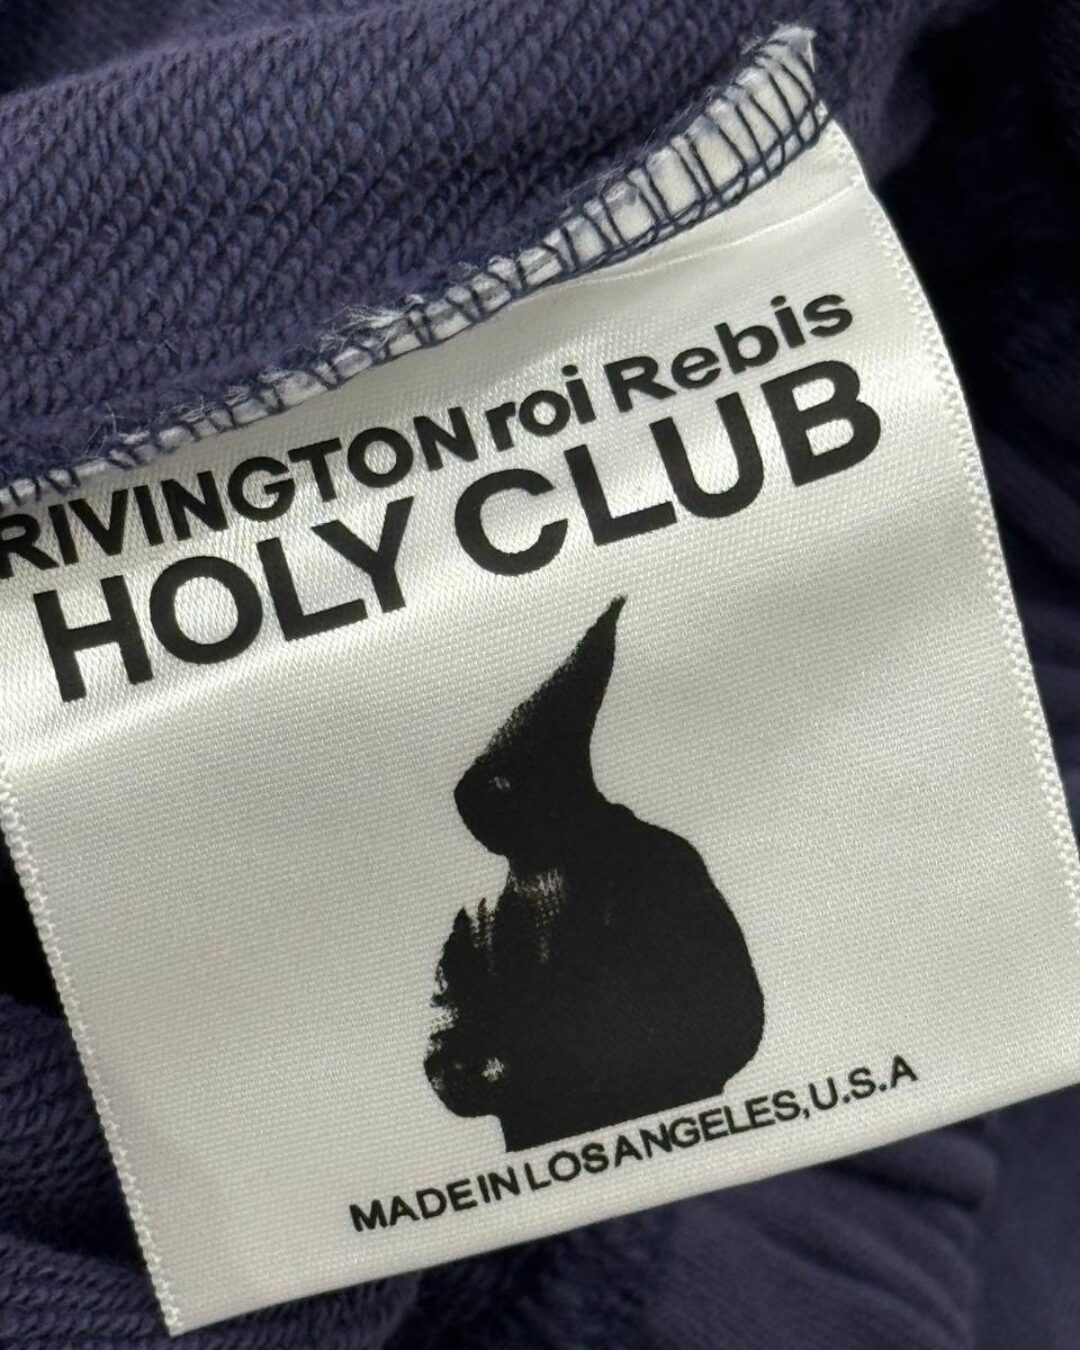 RIVINGTON roi Rebis
HOLY CLUB
MADE IN LOS ANGELES, U.S.A